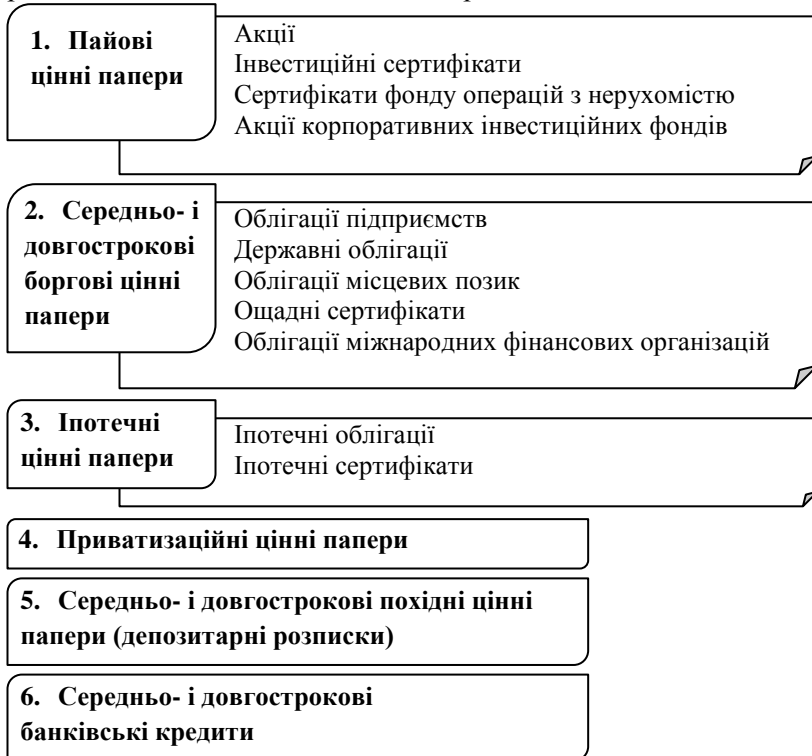 1. Пайові
цінні папери
Акції
Інвестиційні сертифікати
Сертифікати фонду операцій з нерухомістю
Акції корпоративних інвестиційних фондів
2. Середньо- і
довгострокові
боргові цінні
папери
Облігації підприємств
Державні облігації
Облігації місцевих позик
Ощадні сертифікати
Облігації міжнародних фінансових організацій
3. Іпотечні
цінні папери
Іпотечні облігації
Іпотечні сертифікати
4. Приватизаційні цінні папери
5. Середньо- і довгострокові похідні цінні
папери (депозитарні розписки)
6. Середньо- і довгострокові
банківські кредити